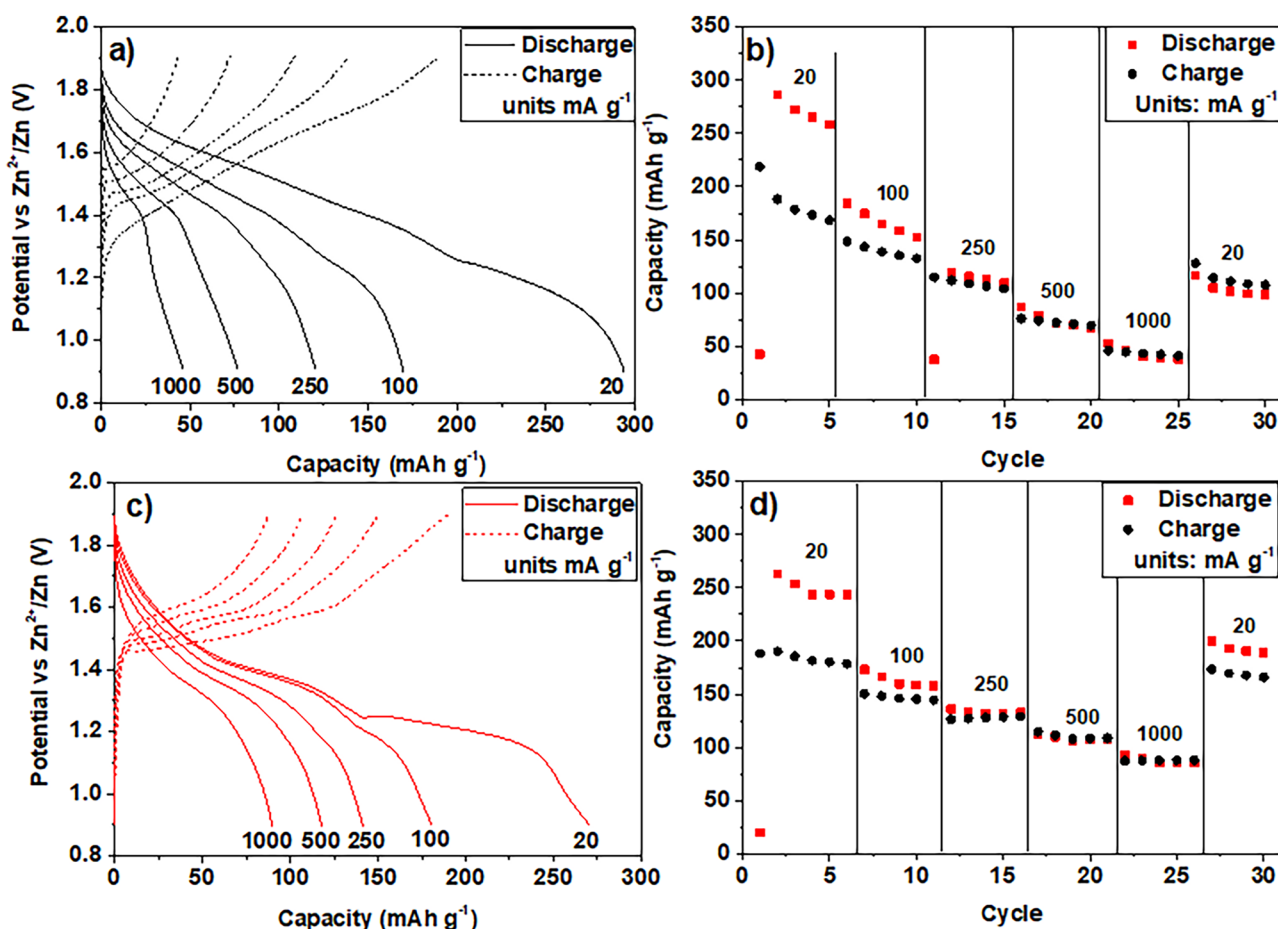 a)
Discharge
Charge
units mA g⁻¹
2.0
1.8
1.6
1.4
1.2
1.0
0.8
Potential vs Zn²⁺/Zn (V)
1000 500 250 100 20
0 50 100 150 200 250 300
Capacity (mAh g⁻¹)
b)
Discharge
Charge
Units: mA g⁻¹
350
300
250
200
150
100
50
0
Capacity (mAh g⁻¹)
20
100
250
500
1000
20
0 5 10 15 20 25 30
Cycle
c)
Discharge
Charge
units mA g⁻¹
2.0
1.8
1.6
1.4
1.2
1.0
0.8
Potential vs Zn²⁺/Zn (V)
1000 500 250 100 20
0 50 100 150 200 250 300
Capacity (mAh g⁻¹)
d)
Discharge
Charge
units: mA g⁻¹
350
300
250
200
150
100
50
0
Capacity (mAh g⁻¹)
20
100
250
500
1000
20
0 5 10 15 20 25 30
Cycle